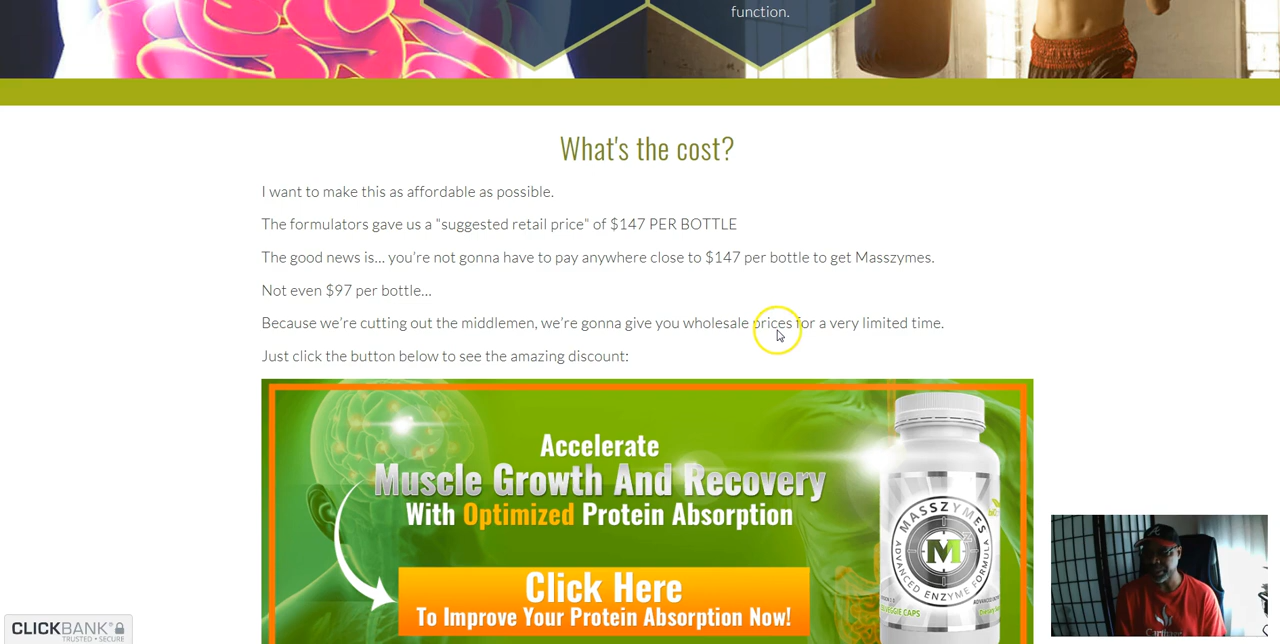 function.
What's the cost?
I want to make this as affordable as possible.
The formulators gave us a "suggested retail price" of $147 PER BOTTLE
The good news is... you're not gonna have to pay anywhere close to $147 per bottle to get Masszymes.
Not even $97 per bottle...
Because we're cutting out the middlemen, we're gonna give you wholesale prices for a very limited time.
Just click the button below to see the amazing discount:
Accelerate
Muscle Growth And Recovery
With Optimized Protein Absorption
Click Here
To Improve Your Protein Absorption Now!
MASSZYMES
M
ADVANCED ENZYME FORMULA
VEGGIE CAPS
CLICKBANK®
TRUSTED • SECURE